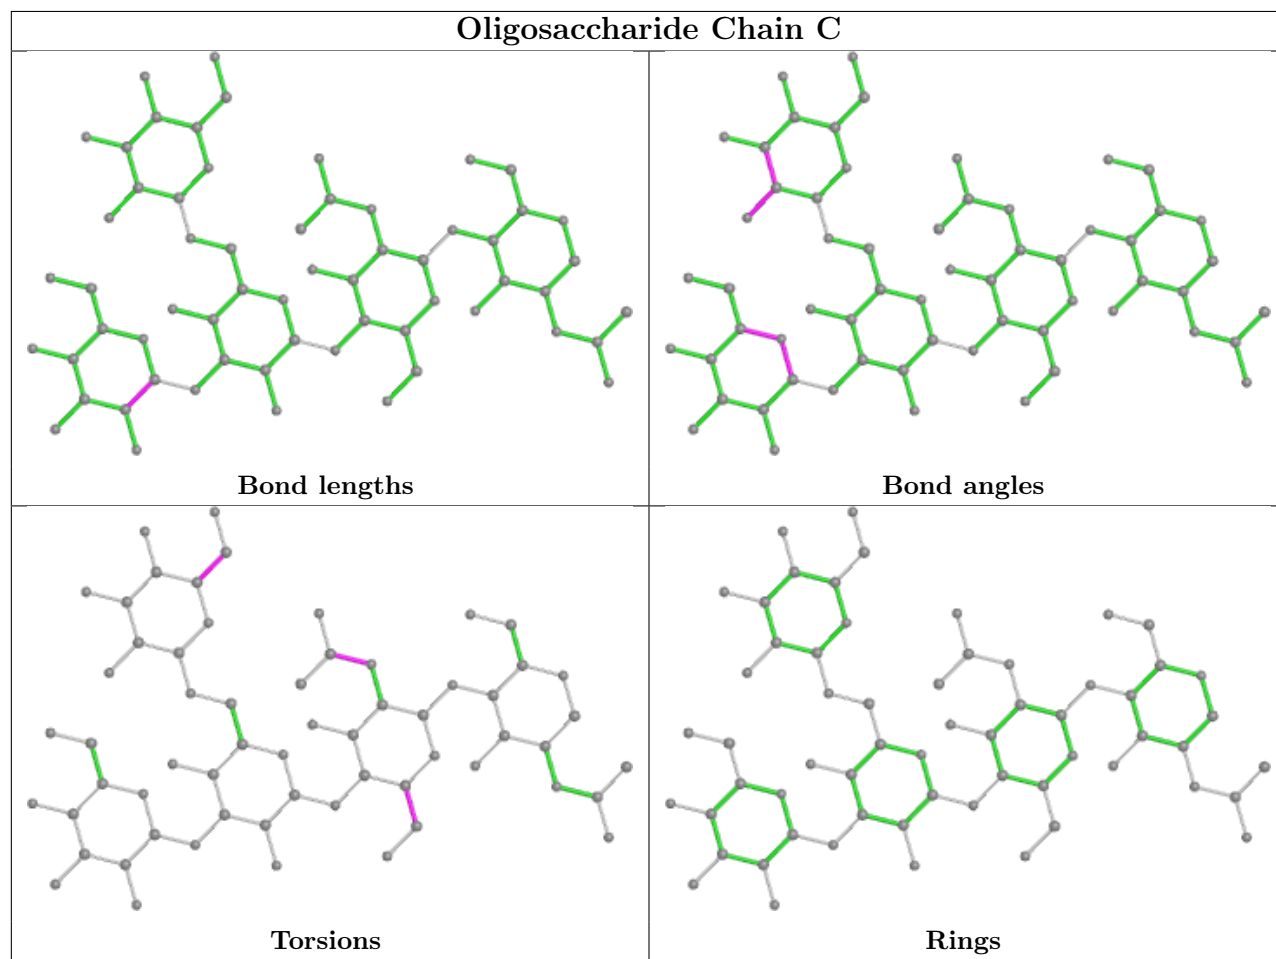 Oligosaccharide Chain C
Bond lengths
Bond angles
Torsions
Rings